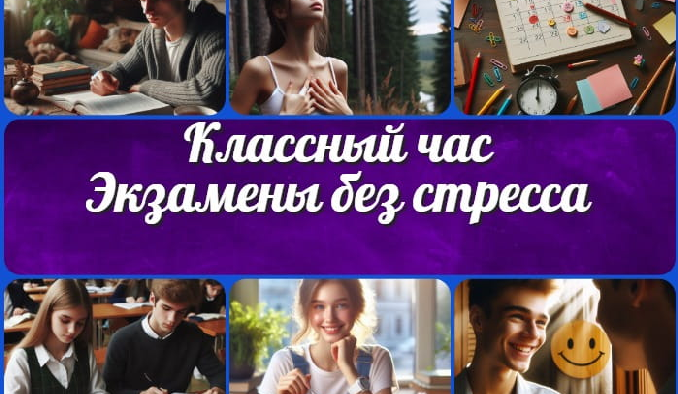 Классный час
Экзамены без стресса